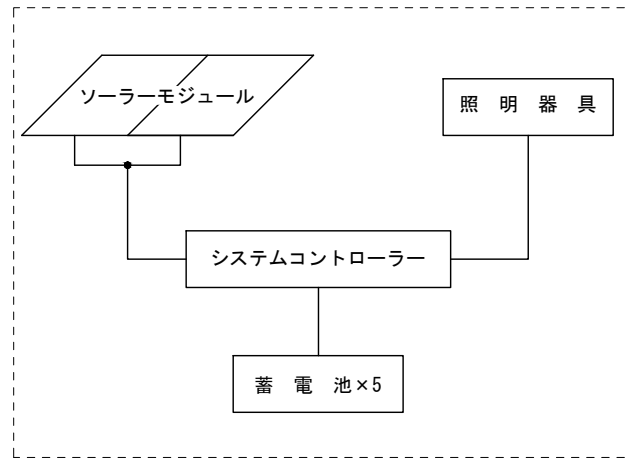 ソーラーモジュール
照　明　器　具
システムコントローラー
蓄　電　池×5